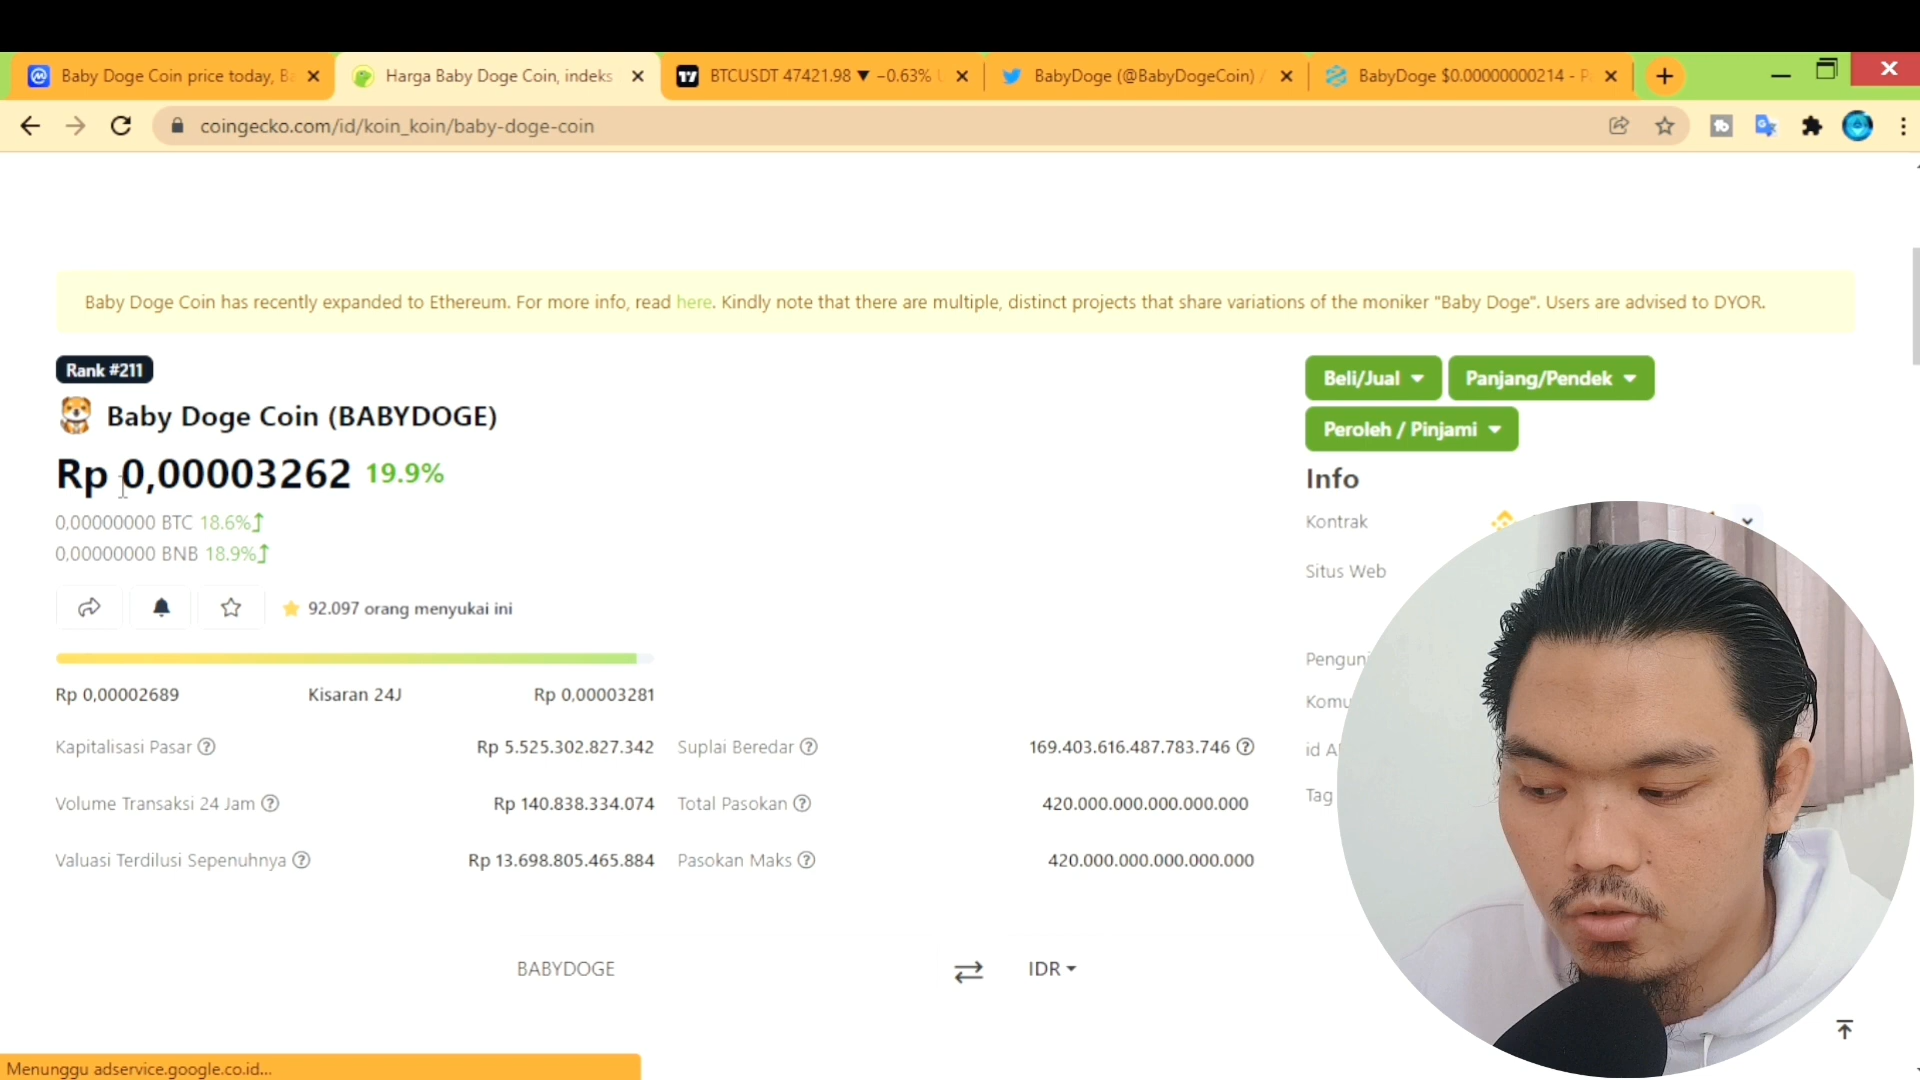 Baby Doge Coin price today, Ba
Harga Baby Doge Coin, indeks
BTCUSDT 47421.98 ▼ −0.63%
BabyDoge (@BabyDogeCoin) /
BabyDoge $0.00000000214 - P
coingecko.com/id/koin_koin/baby-doge-coin
Baby Doge Coin has recently expanded to Ethereum. For more info, read here. Kindly note that there are multiple, distinct projects that share variations of the moniker "Baby Doge". Users are advised to DYOR.
Rank #211
Baby Doge Coin (BABYDOGE)
Rp 0,00003262 19.9%
0,00000000 BTC 18.6%
0,00000000 BNB 18.9%
92.097 orang menyukai ini
Rp 0,00002689 Kisaran 24J Rp 0,00003281
Kapitalisasi Pasar Rp 5.525.302.827.342
Suplai Beredar 169.403.616.487.783.746
Volume Transaksi 24 Jam Rp 140.838.334.074
Total Pasokan 420.000.000.000.000.000
Valuasi Terdilusi Sepenuhnya Rp 13.698.805.465.884
Pasokan Maks 420.000.000.000.000.000
BABYDOGE IDR
Beli/Jual Panjang/Pendek
Peroleh / Pinjami
Info
Kontrak
Situs Web
Penguni
Komu
id A
Tag
Menunggu adservice.google.co.id...